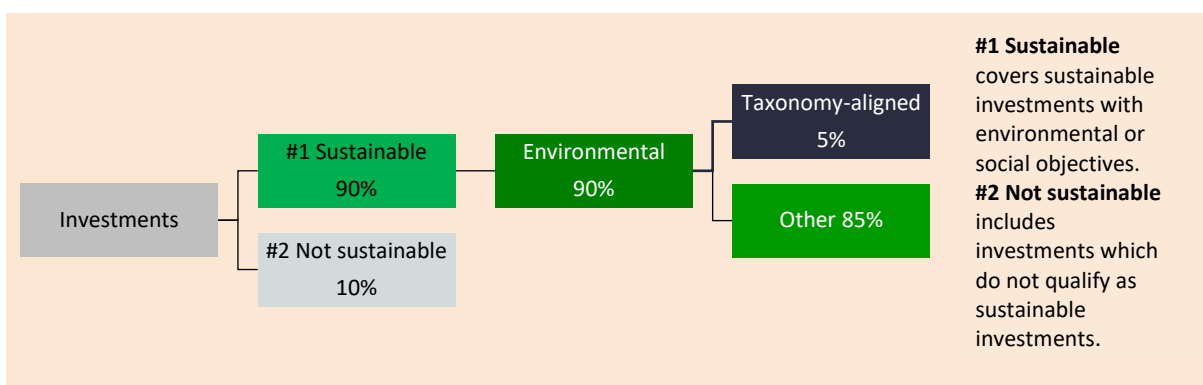 Investments
#1 Sustainable
90%
#2 Not sustainable
10%
Environmental
90%
Taxonomy-aligned
5%
Other 85%
#1 Sustainable
covers sustainable
investments with
environmental or
social objectives.
#2 Not sustainable
includes
investments which
do not qualify as
sustainable
investments.